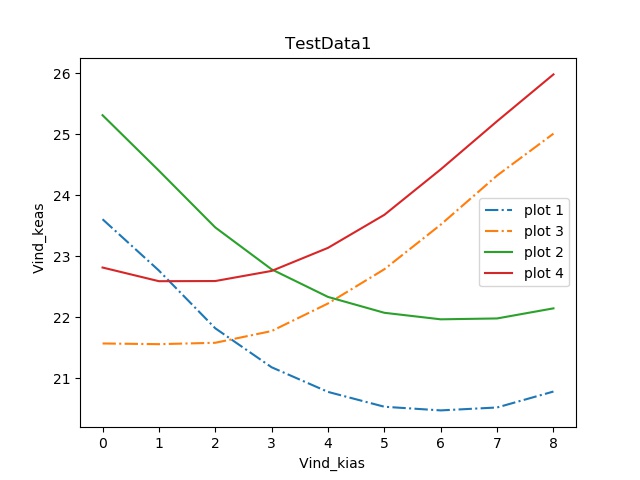 TestData1
26
25
24
23
22
21
Vind_keas
0 1 2 3 4 5 6 7 8
Vind_kias
plot 1
plot 3
plot 2
plot 4